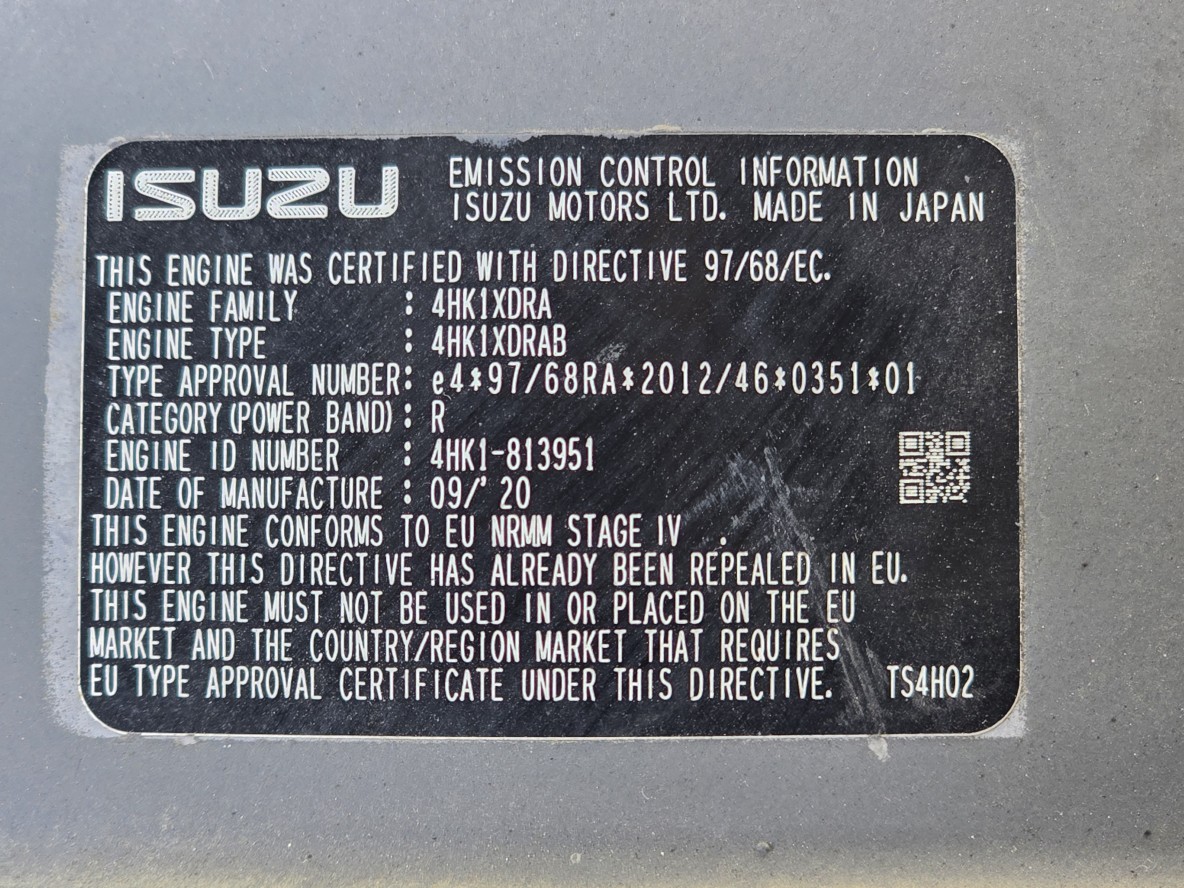 ISUZU EMISSION CONTROL INFORMATION
ISUZU MOTORS LTD. MADE IN JAPAN
THIS ENGINE WAS CERTIFIED WITH DIRECTIVE 97/68/EC.
ENGINE FAMILY : 4HK1XDRA
ENGINE TYPE : 4HK1XDRAB
TYPE APPROVAL NUMBER: e4*97/68RA*2012/46*0351*01
CATEGORY(POWER BAND) : R
ENGINE ID NUMBER : 4HK1-813951
DATE OF MANUFACTURE : 09/'20
THIS ENGINE CONFORMS TO EU NRMM STAGE IV .
HOWEVER THIS DIRECTIVE HAS ALREADY BEEN REPEALED IN EU.
THIS ENGINE MUST NOT BE USED IN OR PLACED ON THE EU
MARKET AND THE COUNTRY/REGION MARKET THAT REQUIRES
EU TYPE APPROVAL CERTIFICATE UNDER THIS DIRECTIVE. TS4H02